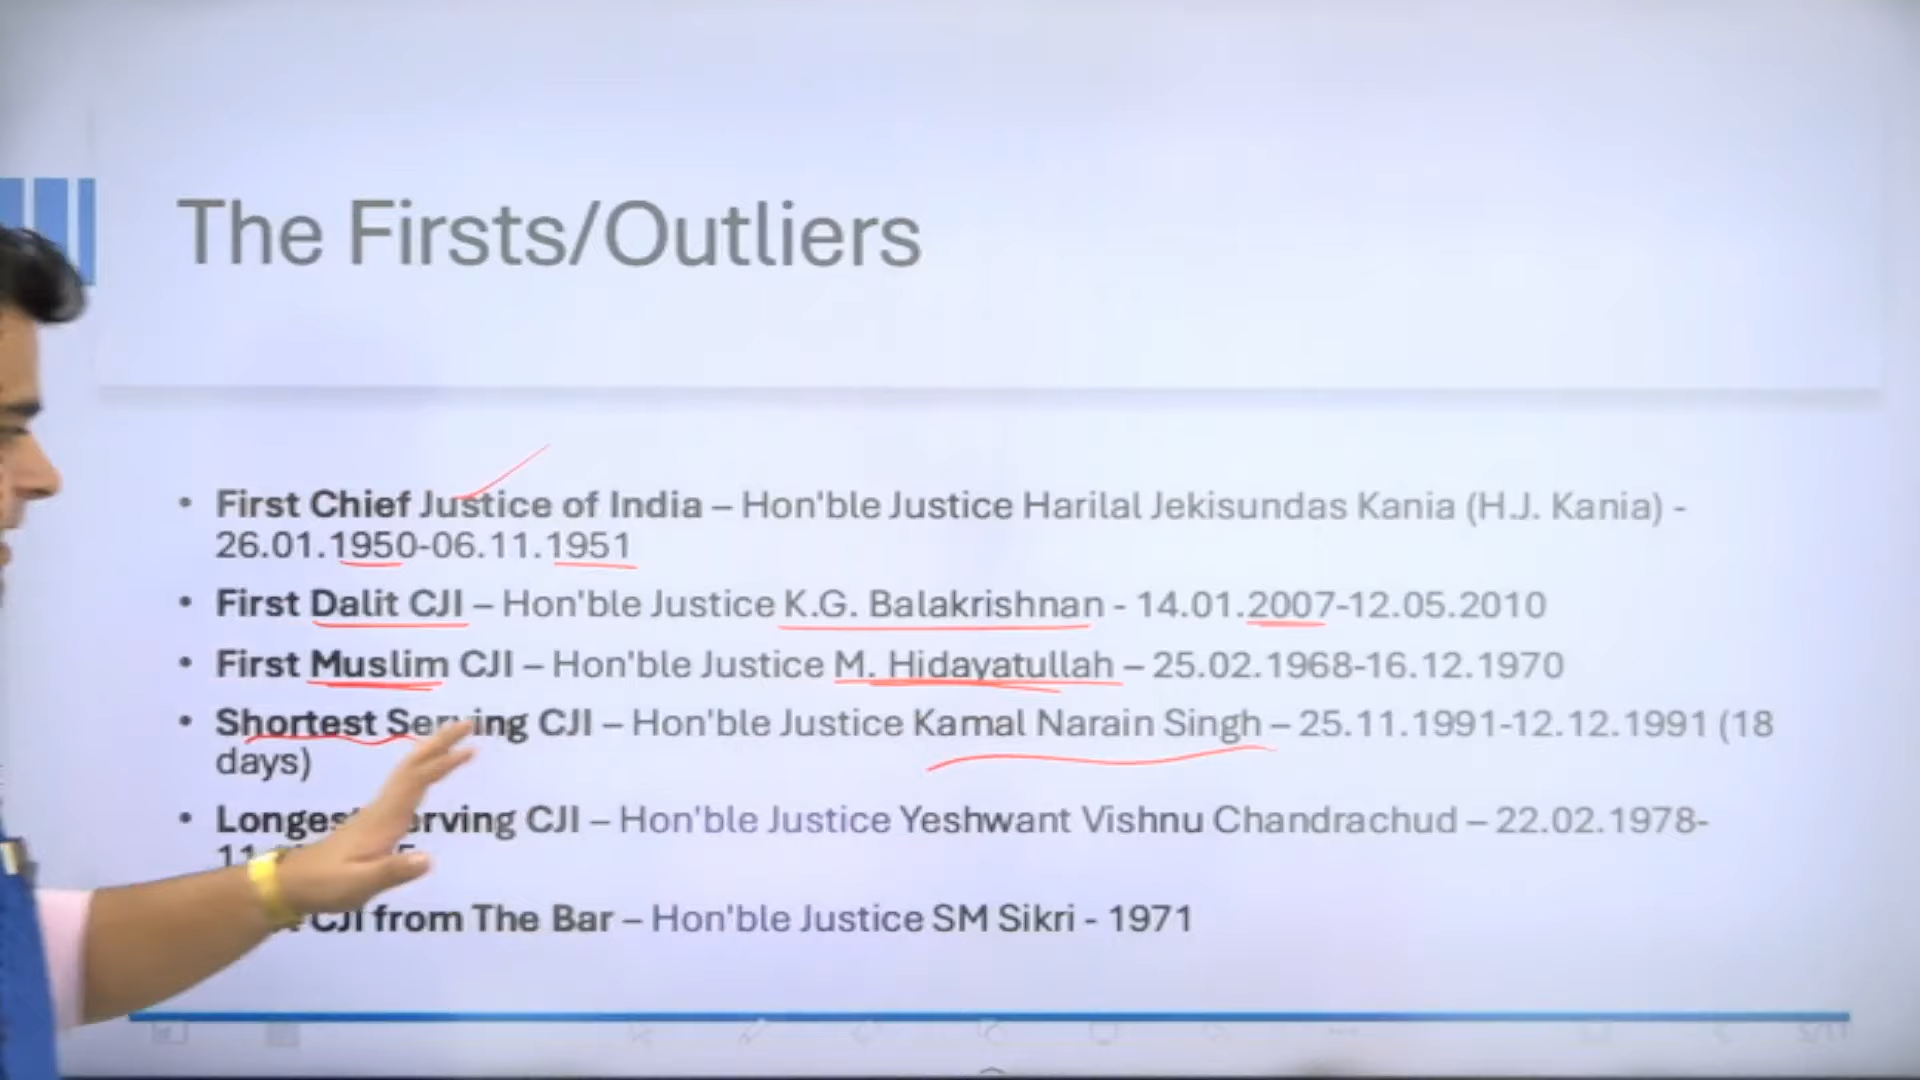 The Firsts/Outliers
• First Chief Justice of India – Hon'ble Justice Harilal Jekisundas Kania (H.J. Kania) -
26.01.1950-06.11.1951
• First Dalit CJI – Hon'ble Justice K.G. Balakrishnan - 14.01.2007-12.05.2010
• First Muslim CJI – Hon'ble Justice M. Hidayatullah – 25.02.1968-16.12.1970
• Shortest Serving CJI – Hon'ble Justice Kamal Narain Singh – 25.11.1991-12.12.1991 (18
days)
• CJI – Hon'ble Justice Yeshwant Vishnu Chandrachud – 22.02.1978-
CJI from The Bar – Hon'ble Justice SM Sikri - 1971